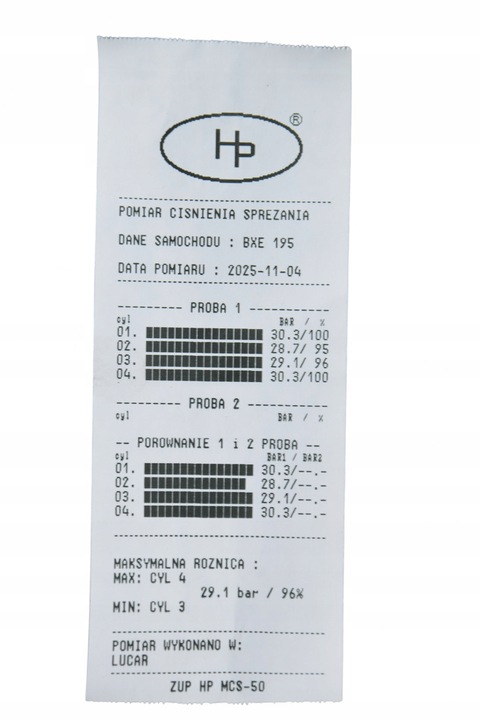 HP ®
POMIAR CISNIENIA SPREZANIA
DANE SAMOCHODU : BXE 195
DATA POMIARU : 2025-11-04
--------- PROBA 1 ------------
cyl BAR / %
01. 30.3/100
02. 28.7/ 95
03. 29.1/ 96
04. 30.3/100
--------- PROBA 2 ------------
cyl BAR / %
-- POROWNANIE 1 i 2 PROBA --
cyl BAR1 / BAR2
01. 30.3/--.-
02. 28.7/--.-
03. 29.1/--.-
04. 30.3/--.-
MAKSYMALNA ROZNICA :
MAX: CYL 4
29.1 bar / 96%
MIN: CYL 3
POMIAR WYKONANO W:
LUCAR
ZUP HP MCS-50